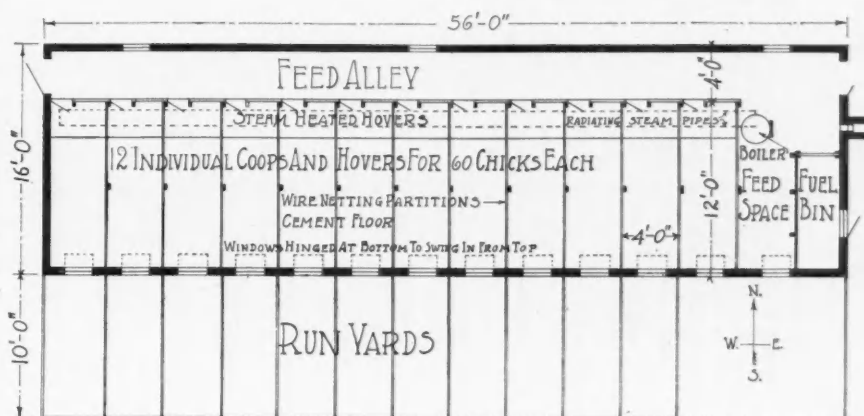 56'-0"
FEED ALLEY
4'-0"
STEAM HEATED HOVERS
RADIATING STEAM PIPES
16'-0"
12 INDIVIDUAL COOPS AND HOVERS FOR 60 CHICKS EACH
BOILER
WIRE NETTING PARTITIONS
CEMENT FLOOR
12'-0"
FEED
SPACE
FUEL
BIN
4'-0"
WINDOWS HINGED AT BOTTOM TO SWING IN FROM TOP
10'-0"
RUN YARDS
N.
W. E.
S.